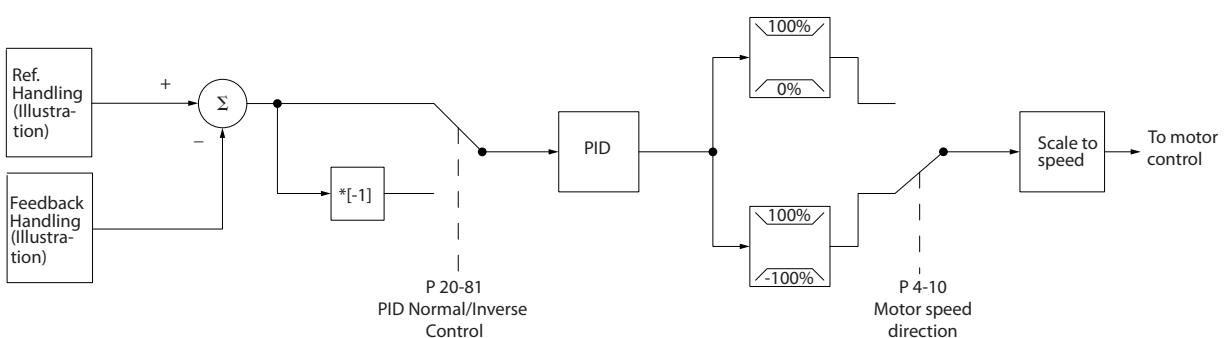 Ref.
Handling
(Illustra-
tion)
+
Σ
–
Feedback
Handling
(Illustra-
tion)
*[-1]
P 20-81
PID Normal/Inverse
Control
PID
100%
0%
100%
-100%
P 4-10
Motor speed
direction
Scale to
speed
To motor
control